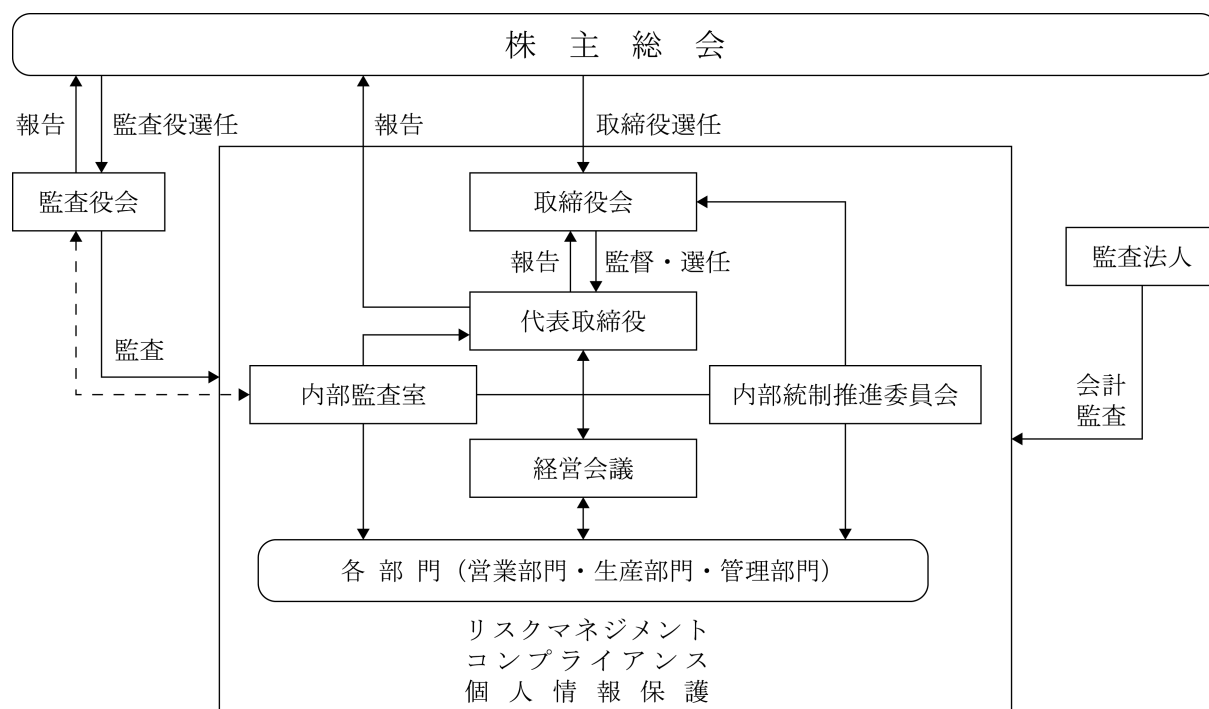 株主総会
報告
監査役選任
報告
取締役選任
監査役会
取締役会
監査法人
報告
監督・選任
代表取締役
監査
内部監査室
内部統制推進委員会
会計
監査
経営会議
各部門（営業部門・生産部門・管理部門）
リスクマネジメント
コンプライアンス
個人情報保護